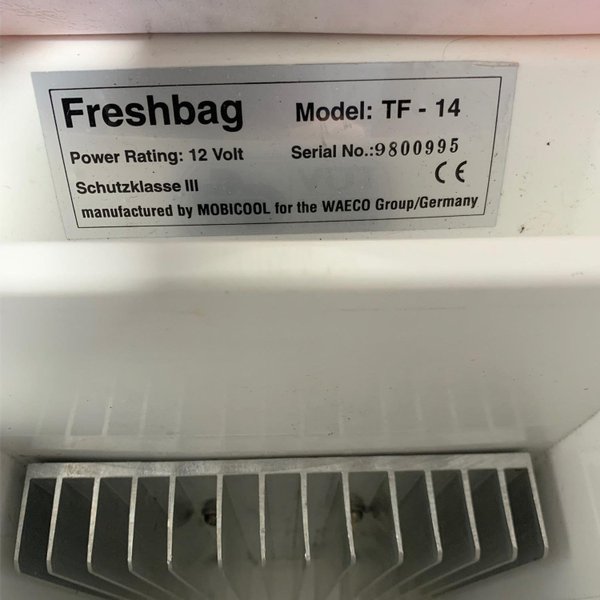 Freshbag Model: TF - 14
Power Rating: 12 Volt Serial No.:9800995
Schutzklasse III CE
manufactured by MOBICOOL for the WAECO Group/Germany